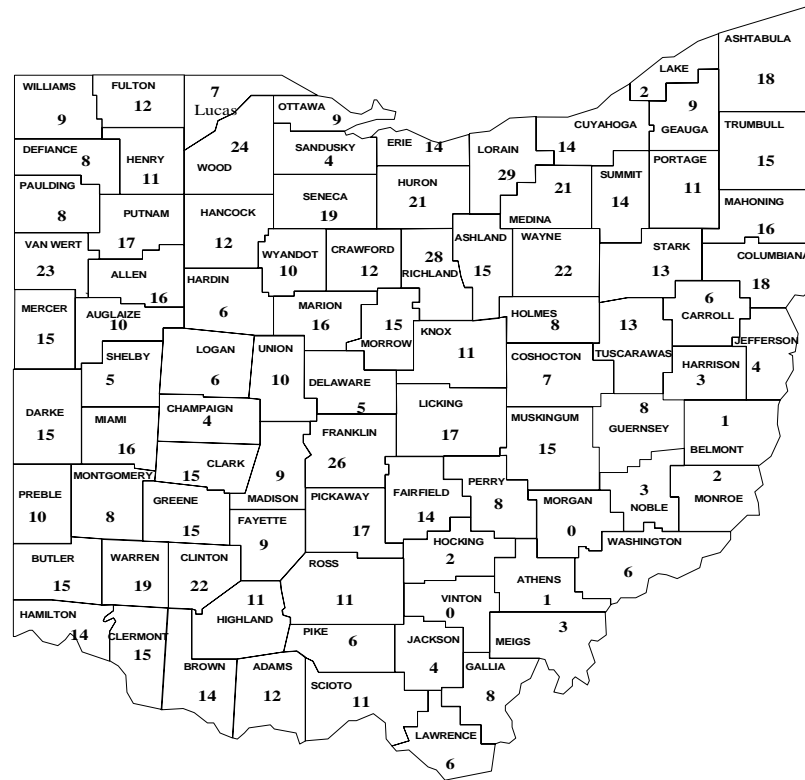 ASHTABULA
18
LAKE
2
WILLIAMS
9
FULTON
12
7
Lucas
OTTAWA
9
9
GEAUGA
CUYAHOGA
14
TRUMBULL
15
DEFIANCE
8
HENRY
11
24
WOOD
SANDUSKY
4
ERIE
14
LORAIN
29
21
MEDINA
SUMMIT
14
PORTAGE
11
MAHONING
16
PAULDING
8
PUTNAM
17
HANCOCK
12
SENECA
19
HURON
21
VAN WERT
23
ALLEN
16
HARDIN
6
WYANDOT
10
CRAWFORD
12
28
RICHLAND
ASHLAND
15
WAYNE
22
STARK
13
COLUMBIANA
18
MERCER
15
AUGLAIZE
10
MARION
16
15
MORROW
KNOX
11
HOLMES
8
13
TUSCARAWAS
6
CARROLL
JEFFERSON
4
SHELBY
5
LOGAN
6
UNION
10
DELAWARE
5
COSHOCTON
7
HARRISON
3
DARKE
15
MIAMI
16
CHAMPAIGN
4
LICKING
17
MUSKINGUM
15
8
GUERNSEY
1
BELMONT
CLARK
15
FRANKLIN
26
9
MADISON
PREBLE
10
MONTGOMERY
8
GREENE
15
FAYETTE
9
PICKAWAY
17
FAIRFIELD
14
PERRY
8
MORGAN
0
3
NOBLE
2
MONROE
BUTLER
15
WARREN
19
CLINTON
22
ROSS
11
HOCKING
2
ATHENS
1
WASHINGTON
6
HAMILTON
14
CLERMONT
15
11
HIGHLAND
PIKE
6
VINTON
0
JACKSON
4
MEIGS
3
BROWN
14
ADAMS
12
SCIOTO
11
GALLIA
8
LAWRENCE
6